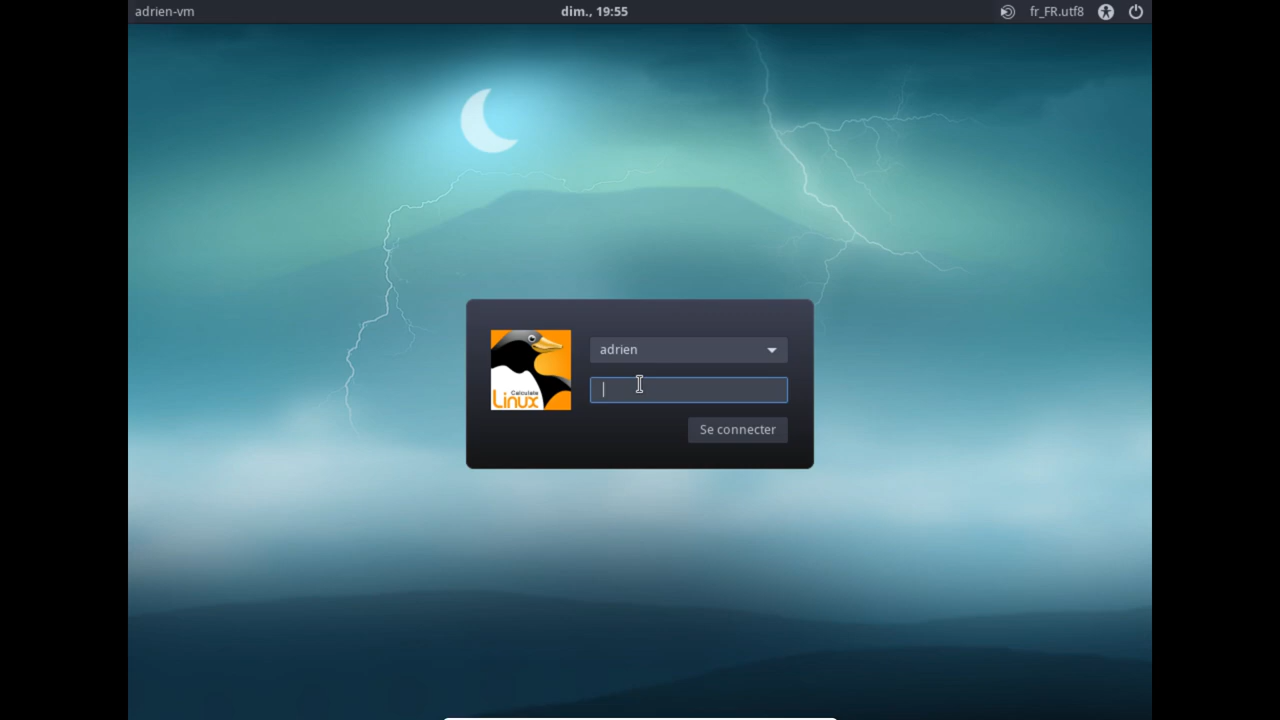 adrien-vm
dim., 19:55
fr_FR.utf8
adrien
Calculate
Linux
Se connecter